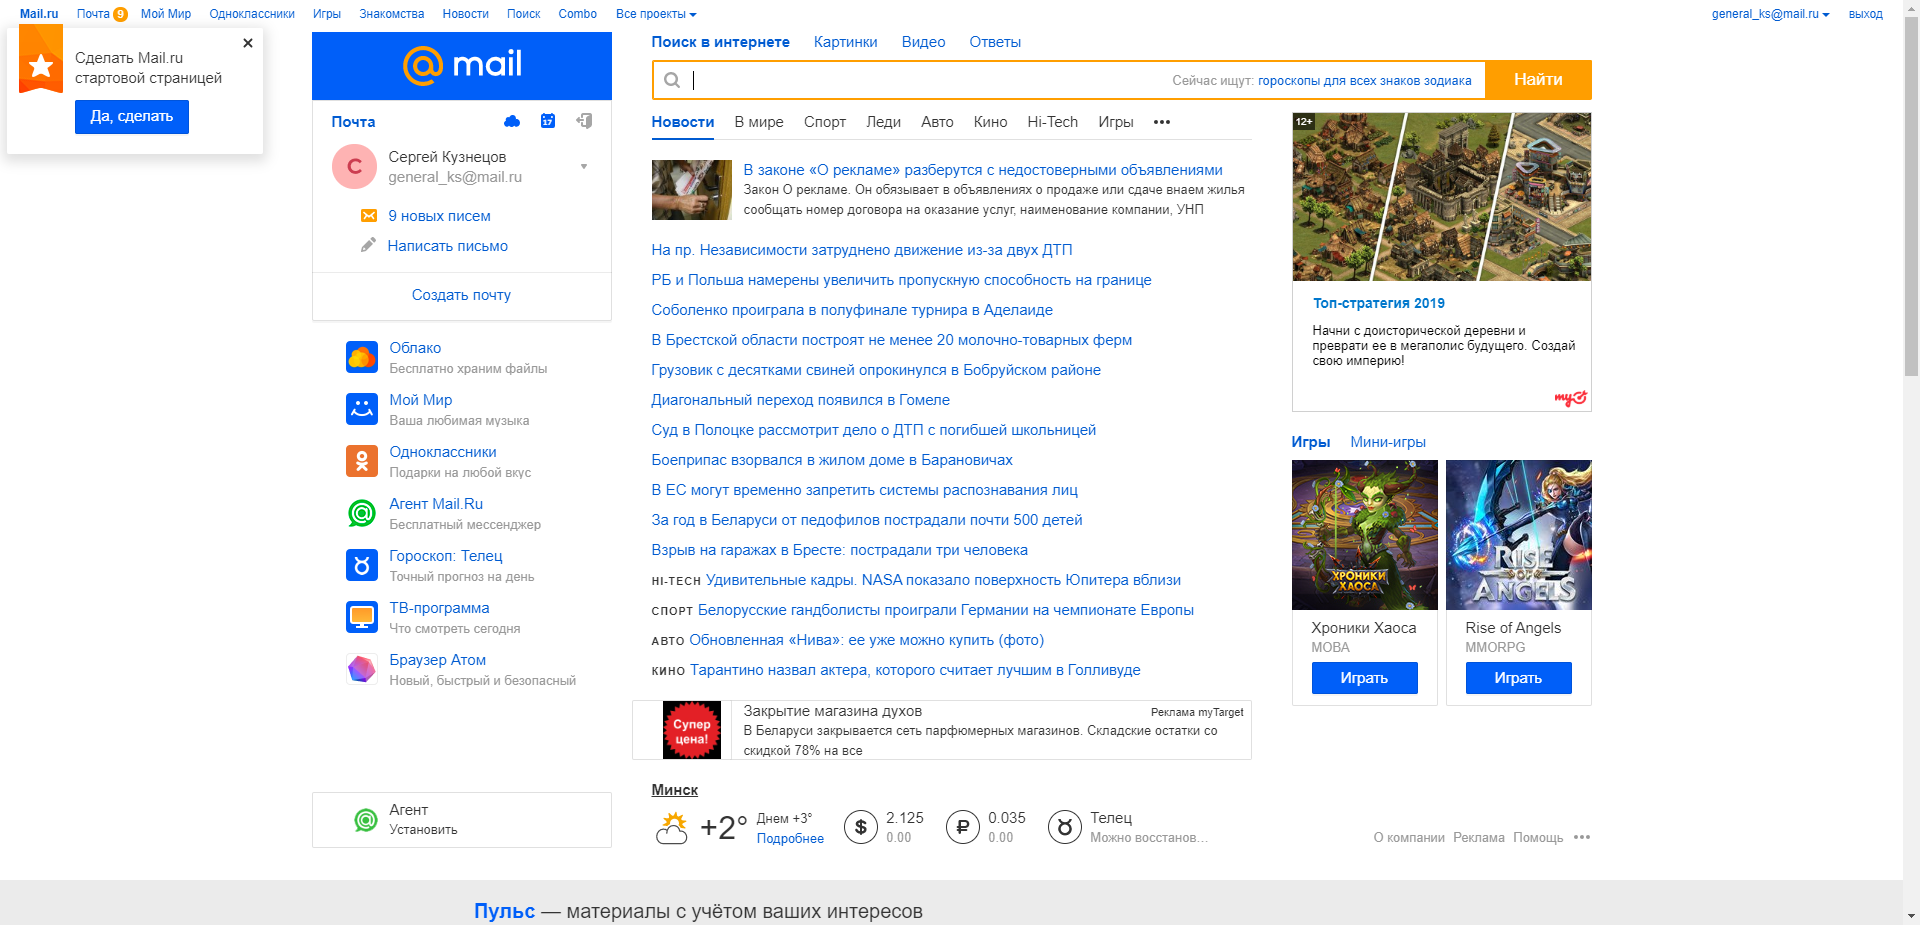 Mail.ru Почта 9 Мой Мир Одноклассники Игры Знакомства Новости Поиск Combo Все проекты general_ks@mail.ru выход
Сделать Mail.ru
стартовой страницей
Да, сделать
@mail
Почта 17
С
Сергей Кузнецов
general_ks@mail.ru
9 новых писем
Написать письмо
Создать почту
Облако
Бесплатно храним файлы
Мой Мир
Ваша любимая музыка
Одноклассники
Подарки на любой вкус
Агент Mail.Ru
Бесплатный мессенджер
Гороскоп: Телец
Точный прогноз на день
ТВ-программа
Что смотреть сегодня
Браузер Атом
Новый, быстрый и безопасный
Агент
Установить
Поиск в интернете Картинки Видео Ответы
Сейчас ищут: гороскопы для всех знаков зодиака Найти
Новости В мире Спорт Леди Авто Кино Hi-Tech Игры •••
В законе «О рекламе» разберутся с недостоверными объявлениями
Закон О рекламе. Он обязывает в объявлениях о продаже или сдаче внаем жилья
сообщать номер договора на оказание услуг, наименование компании, УНП
На пр. Независимости затруднено движение из-за двух ДТП
РБ и Польша намерены увеличить пропускную способность на границе
Соболенко проиграла в полуфинале турнира в Аделаиде
В Брестской области построят не менее 20 молочно-товарных ферм
Грузовик с десятками свиней опрокинулся в Бобруйском районе
Диагональный переход появился в Гомеле
Суд в Полоцке рассмотрит дело о ДТП с погибшей школьницей
Боеприпас взорвался в жилом доме в Барановичах
В ЕС могут временно запретить системы распознавания лиц
За год в Беларуси от педофилов пострадали почти 500 детей
Взрыв на гаражах в Бресте: пострадали три человека
HI-TECH Удивительные кадры. NASA показало поверхность Юпитера вблизи
СПОРТ Белорусские гандболисты проиграли Германии на чемпионате Европы
АВТО Обновленная «Нива»: ее уже можно купить (фото)
КИНО Тарантино назвал актера, которого считает лучшим в Голливуде
Супер
цена!
Закрытие магазина духов Реклама myTarget
В Беларуси закрывается сеть парфюмерных магазинов. Складские остатки со
скидкой 78% на все
Минск
+2° Днем +3° $ 2.125 ₽ 0.035 Телец
Подробнее 0.00 0.00 Можно восстанов...
12+
Топ-стратегия 2019
Начни с доисторической деревни и
преврати ее в мегаполис будущего. Создай
свою империю!
my
Игры Мини-игры
ХРОНИКИ
ХАОСА
RISE
OF
ANGELS
Хроники Хаоса
MOBA
Играть
Rise of Angels
MMORPG
Играть
О компании Реклама Помощь •••
Пульс — материалы с учётом ваших интересов